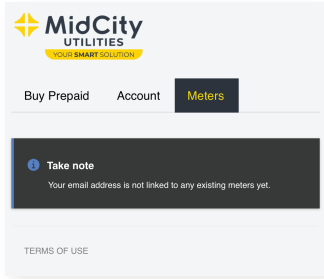 MidCity
UTILITIES
YOUR SMART SOLUTION
Buy Prepaid Account Meters
Take note
Your email address is not linked to any existing meters yet.
TERMS OF USE